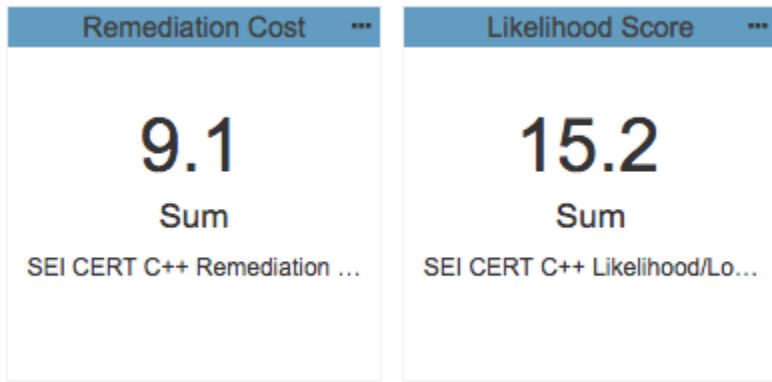 Remediation Cost ...
9.1
Sum
SEI CERT C++ Remediation ...
Likelihood Score ...
15.2
Sum
SEI CERT C++ Likelihood/Lo...